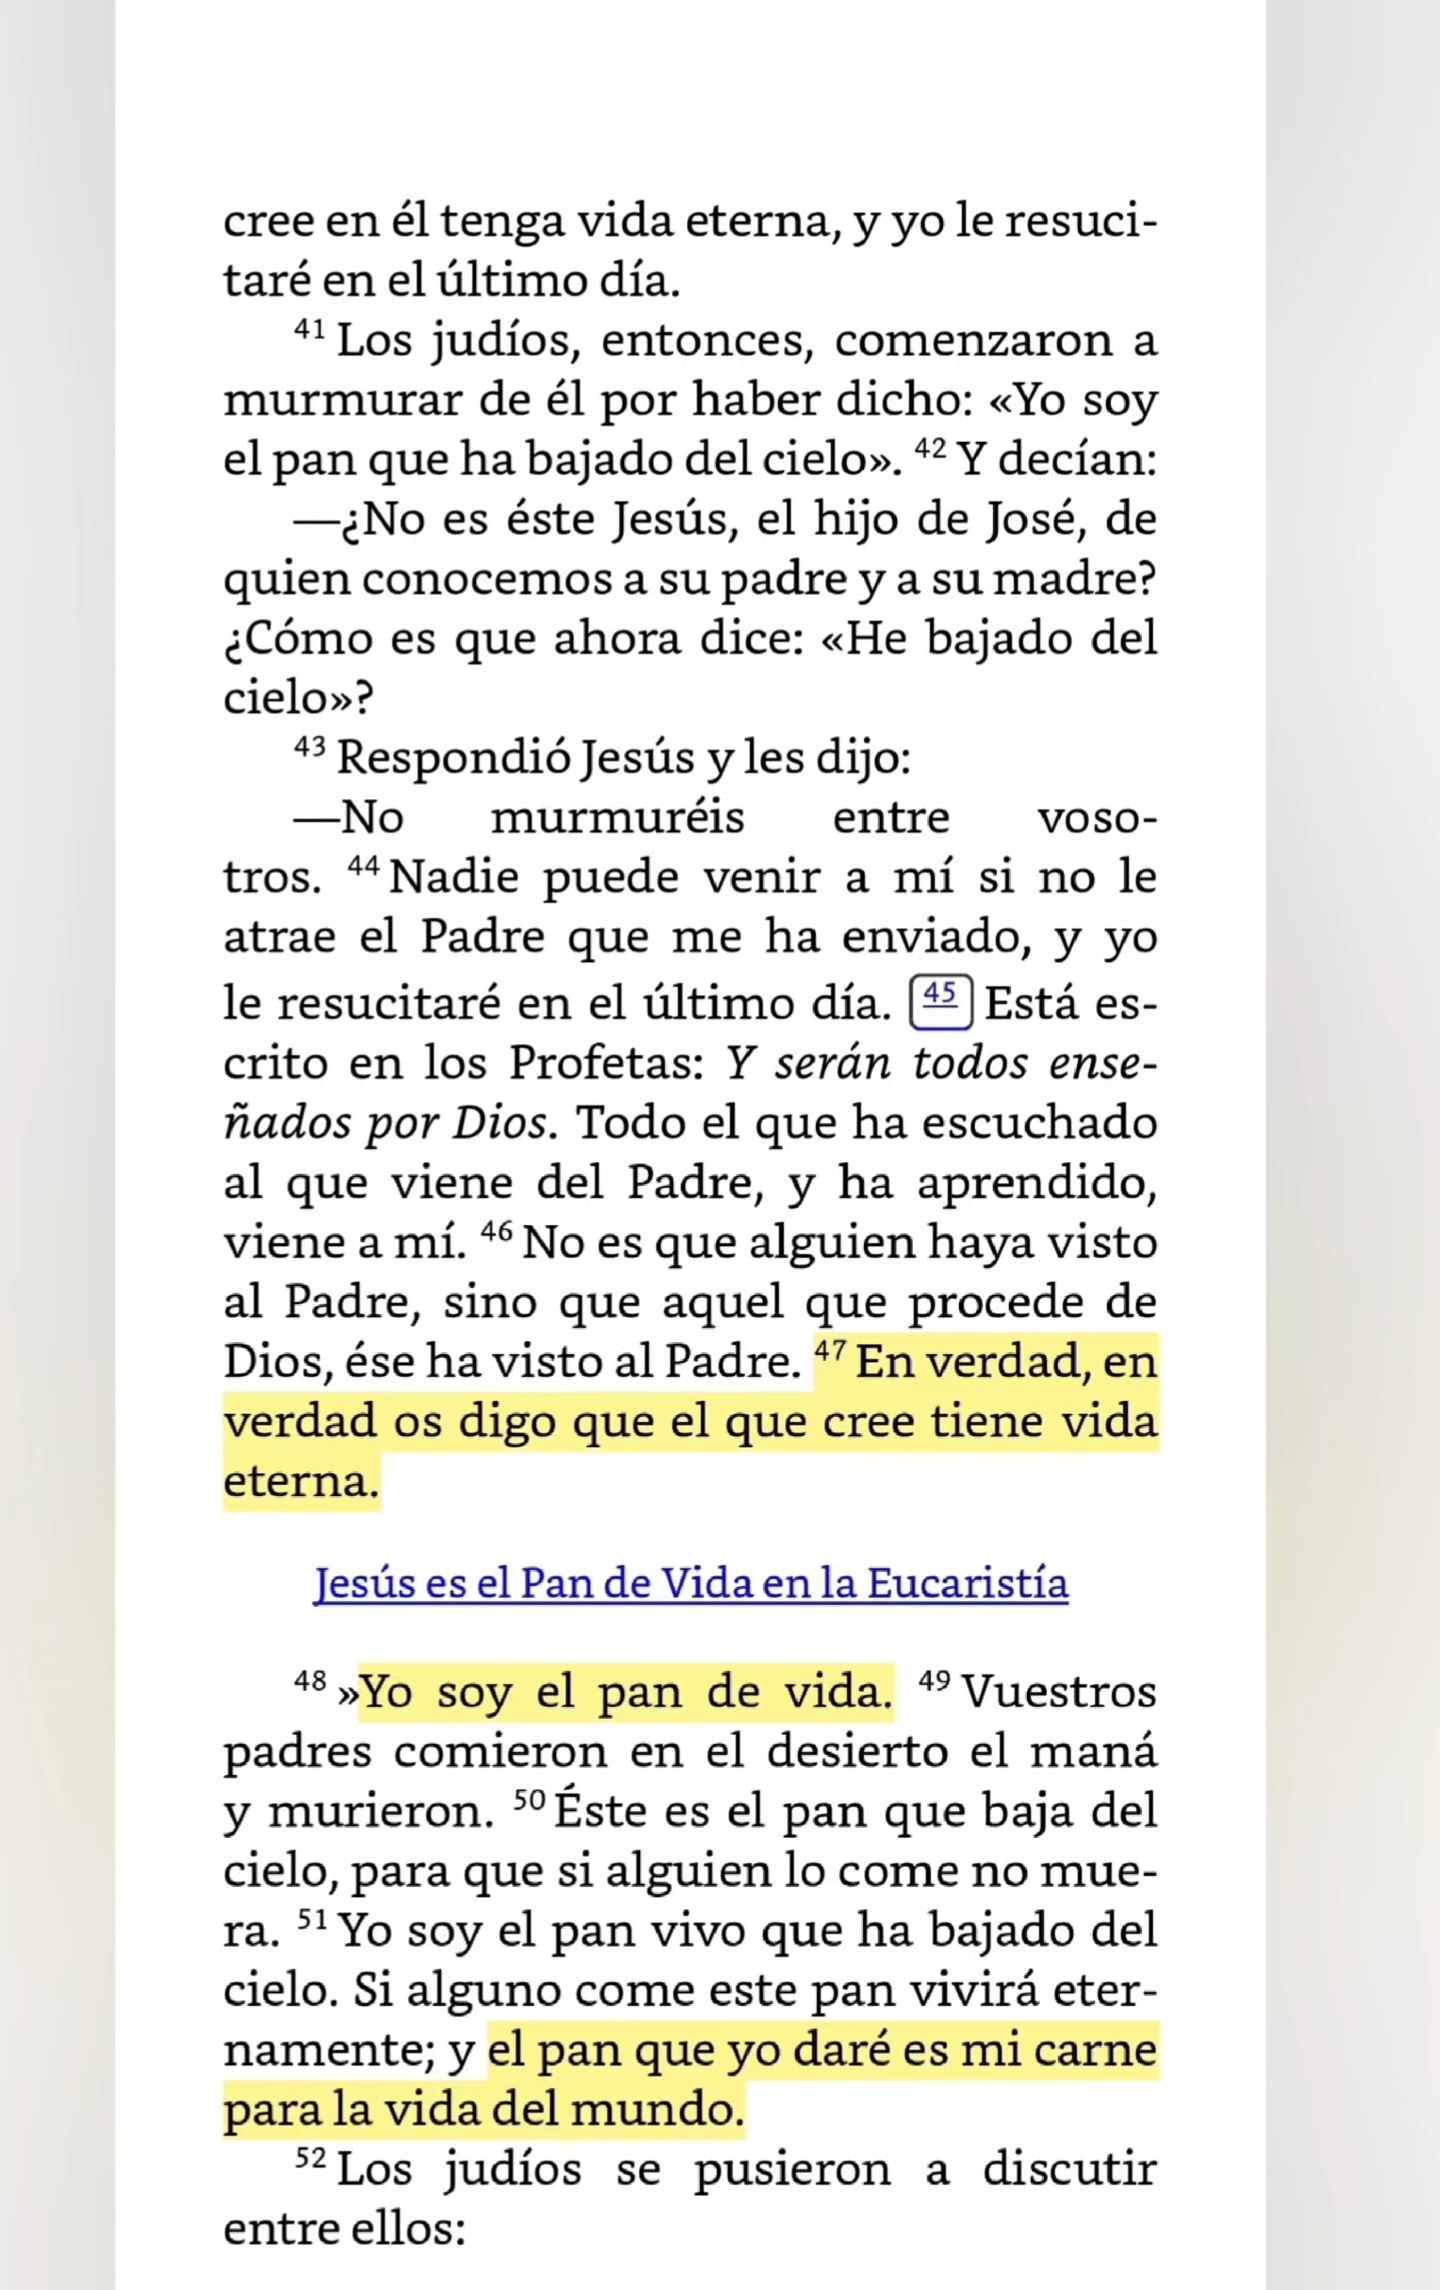 cree en él tenga vida eterna, y yo le resuci-
taré en el último día.
41 Los judíos, entonces, comenzaron a
murmurar de él por haber dicho: «Yo soy
el pan que ha bajado del cielo». 42 Y decían:
—¿No es éste Jesús, el hijo de José, de
quien conocemos a su padre y a su madre?
¿Cómo es que ahora dice: «He bajado del
cielo»?
43 Respondió Jesús y les dijo:
—No murmuréis entre voso-
tros. 44 Nadie puede venir a mí si no le
atrae el Padre que me ha enviado, y yo
le resucitaré en el último día. 45 Está es-
crito en los Profetas: Y serán todos ense-
ñados por Dios. Todo el que ha escuchado
al que viene del Padre, y ha aprendido,
viene a mí. 46 No es que alguien haya visto
al Padre, sino que aquel que procede de
Dios, ése ha visto al Padre. 47 En verdad, en
verdad os digo que el que cree tiene vida
eterna.
Jesús es el Pan de Vida en la Eucaristía
48 »Yo soy el pan de vida. 49 Vuestros
padres comieron en el desierto el maná
y murieron. 50 Éste es el pan que baja del
cielo, para que si alguien lo come no mue-
ra. 51 Yo soy el pan vivo que ha bajado del
cielo. Si alguno come este pan vivirá eter-
namente; y el pan que yo daré es mi carne
para la vida del mundo.
52 Los judíos se pusieron a discutir
entre ellos: